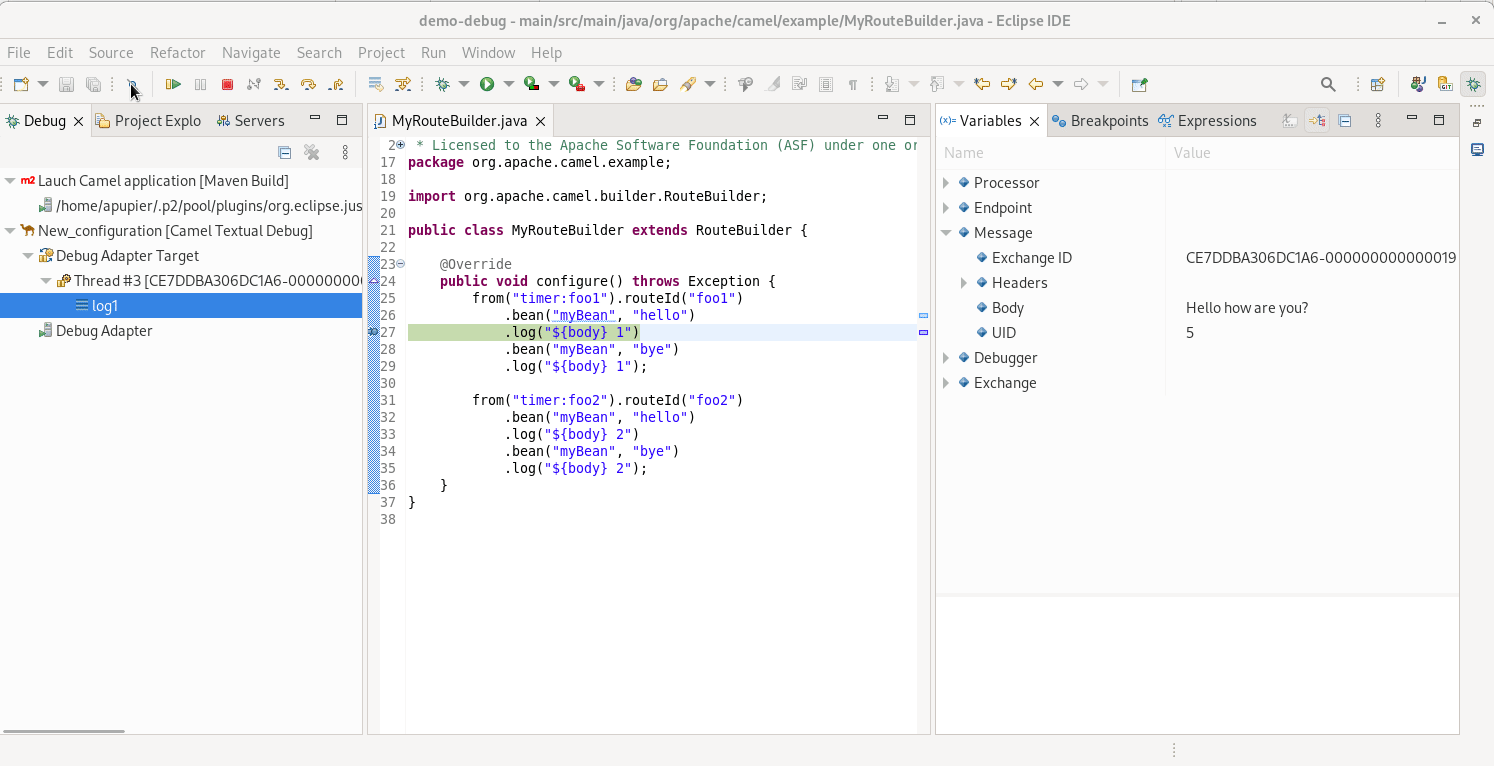 demo-debug - main/src/main/java/org/apache/camel/example/MyRouteBuilder.java - Eclipse IDE
File Edit Source Refactor Navigate Search Project Run Window Help
Debug Project Explo Servers
Lauch Camel application [Maven Build]
/home/apupier/.p2/pool/plugins/org.eclipse.jus
New_configuration [Camel Textual Debug]
Debug Adapter Target
Thread #3 [CE7DDBA306DC1A6-000000000
log1
Debug Adapter
MyRouteBuilder.java
2 * Licensed to the Apache Software Foundation (ASF) under one or
17 package org.apache.camel.example;
18
19 import org.apache.camel.builder.RouteBuilder;
20
21 public class MyRouteBuilder extends RouteBuilder {
22
23 @Override
24 public void configure() throws Exception {
25 from("timer:foo1").routeId("foo1")
26 .bean("myBean", "hello")
27 .log("${body} 1")
28 .bean("myBean", "bye")
29 .log("${body} 1");
30
31 from("timer:foo2").routeId("foo2")
32 .bean("myBean", "hello")
33 .log("${body} 2")
34 .bean("myBean", "bye")
35 .log("${body} 2");
36 }
37 }
38
(x)= Variables Breakpoints Expressions
Name Value
Processor
Endpoint
Message
Exchange ID CE7DDBA306DC1A6-000000000000019
Headers
Body Hello how are you?
UID 5
Debugger
Exchange